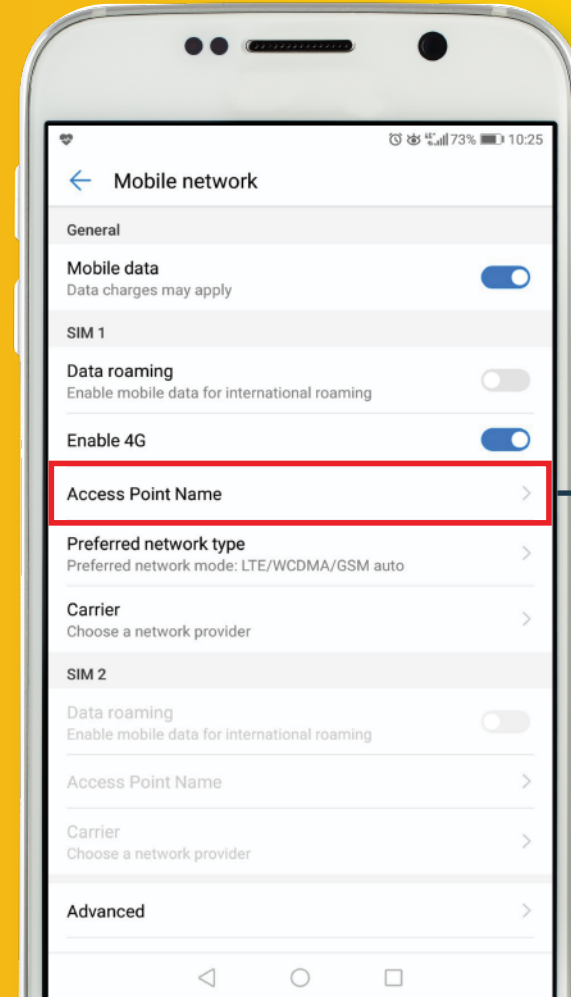 73% 10:25
Mobile network
General
Mobile data
Data charges may apply
SIM 1
Data roaming
Enable mobile data for international roaming
Enable 4G
Access Point Name
Preferred network type
Preferred network mode: LTE/WCDMA/GSM auto
Carrier
Choose a network provider
SIM 2
Data roaming
Enable mobile data for international roaming
Access Point Name
Carrier
Choose a network provider
Advanced